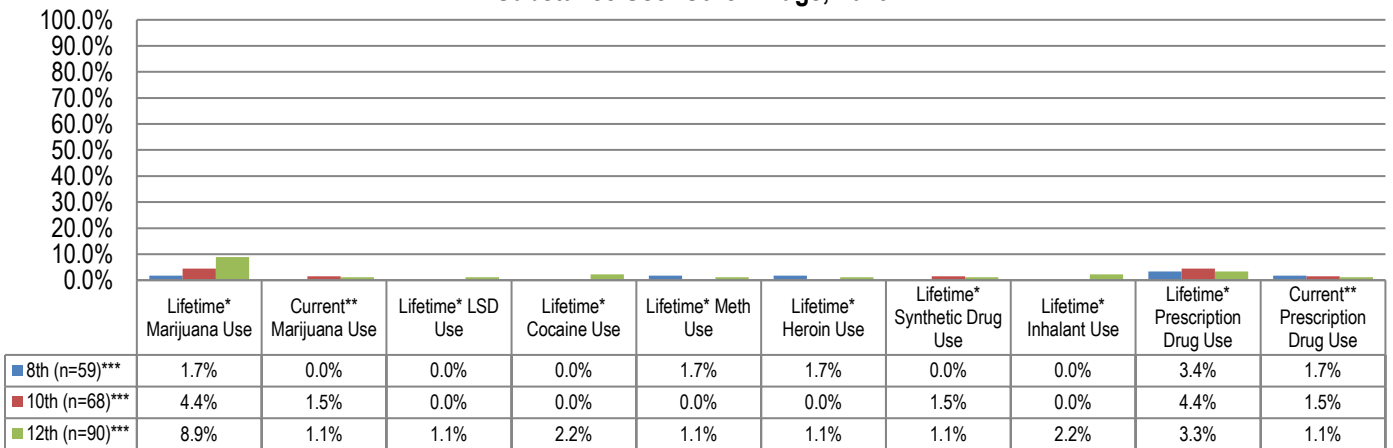 100.0%
90.0%
80.0%
70.0%
60.0%
50.0%
40.0%
30.0%
20.0%
10.0%
0.0%
Lifetime* Marijuana Use
Current** Marijuana Use
Lifetime* LSD Use
Lifetime* Cocaine Use
Lifetime* Meth Use
Lifetime* Heroin Use
Lifetime* Synthetic Drug Use
Lifetime* Inhalant Use
Lifetime* Prescription Drug Use
Current** Prescription Drug Use
8th (n=59)*** 1.7% 0.0% 0.0% 0.0% 1.7% 1.7% 0.0% 0.0% 3.4% 1.7%
10th (n=68)*** 4.4% 1.5% 0.0% 0.0% 0.0% 0.0% 1.5% 0.0% 4.4% 1.5%
12th (n=90)*** 8.9% 1.1% 1.1% 2.2% 1.1% 1.1% 1.1% 2.2% 3.3% 1.1%